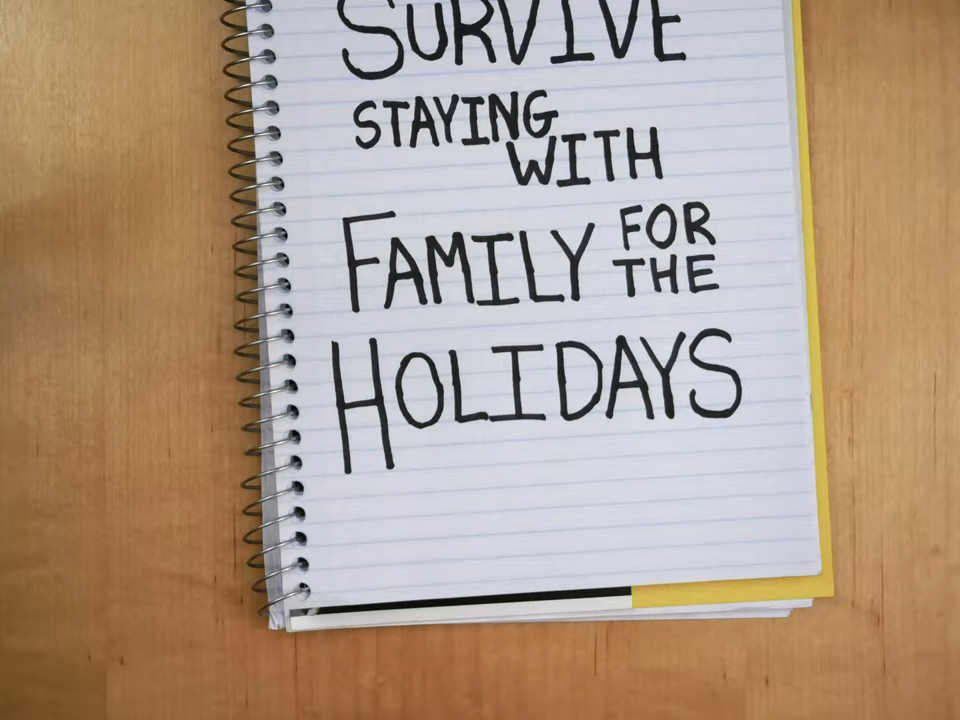 SURVIVE
STAYING
WITH
FAMILY FOR
THE
HOLIDAYS